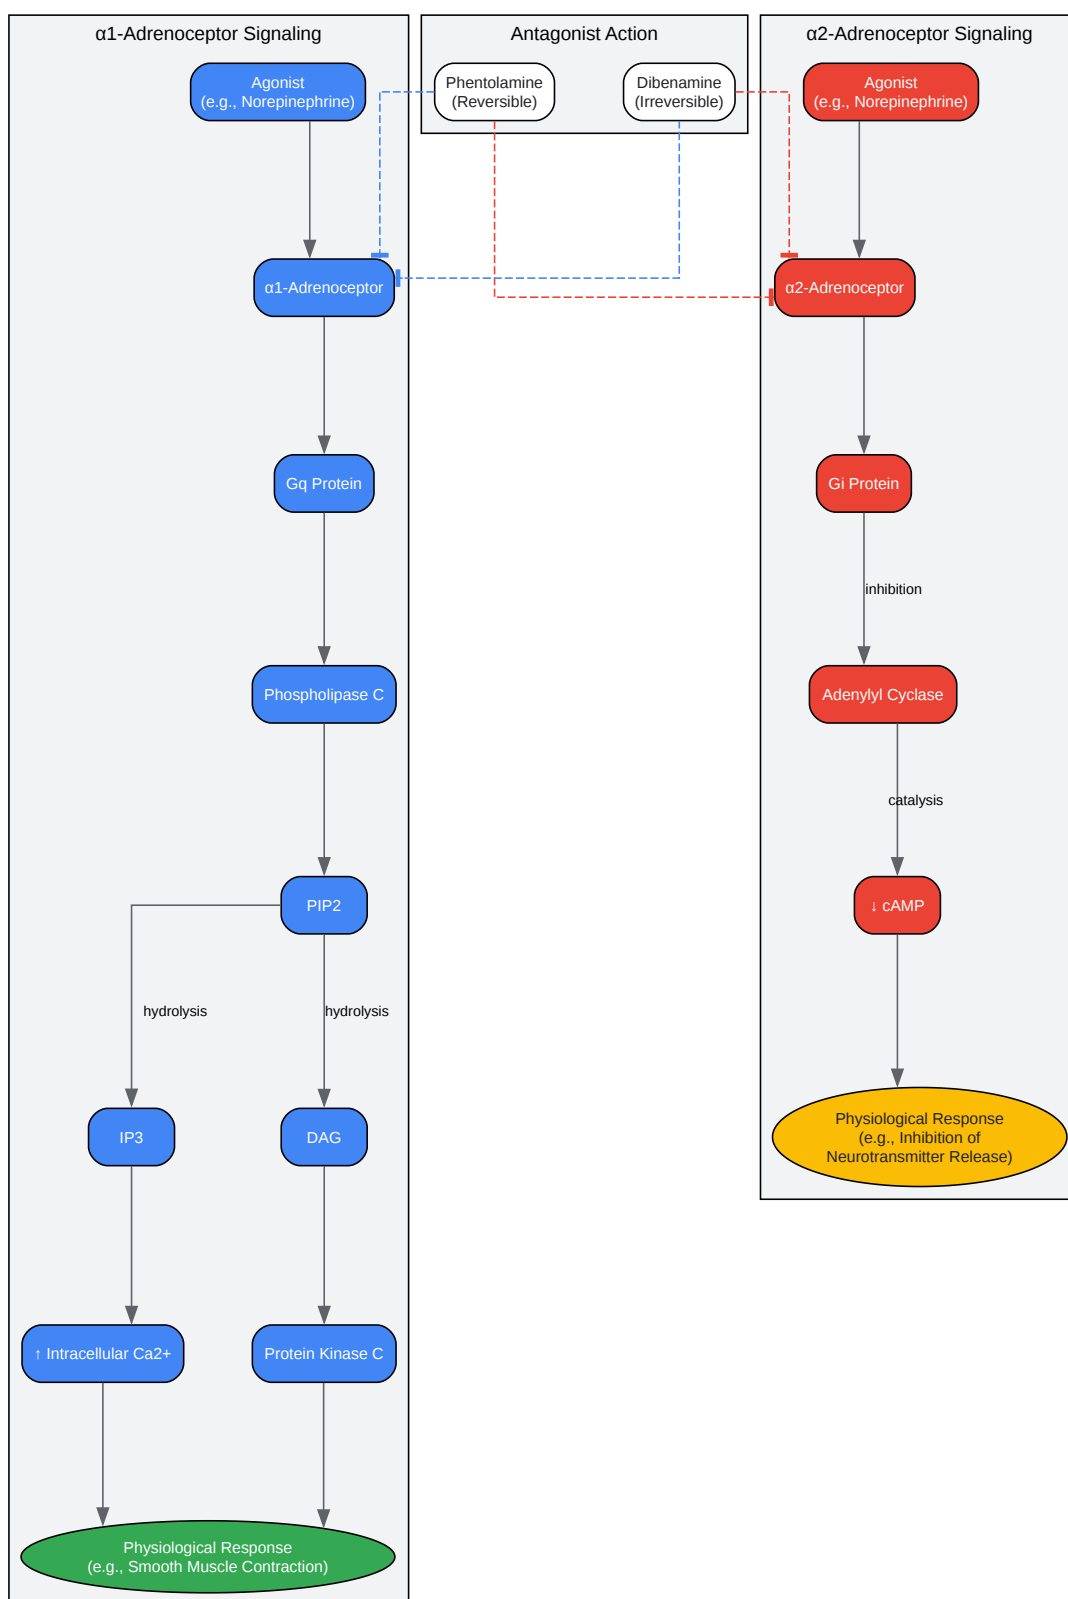 α1-Adrenoceptor Signaling
Agonist
(e.g., Norepinephrine)
α1-Adrenoceptor
Gq Protein
Phospholipase C
PIP2
hydrolysis
hydrolysis
IP3
DAG
↑ Intracellular Ca2+
Protein Kinase C
Physiological Response
(e.g., Smooth Muscle Contraction)
Antagonist Action
Phentolamine
(Reversible)
Dibenamine
(Irreversible)
α2-Adrenoceptor Signaling
Agonist
(e.g., Norepinephrine)
α2-Adrenoceptor
Gi Protein
inhibition
Adenylyl Cyclase
catalysis
↓ cAMP
Physiological Response
(e.g., Inhibition of
Neurotransmitter Release)